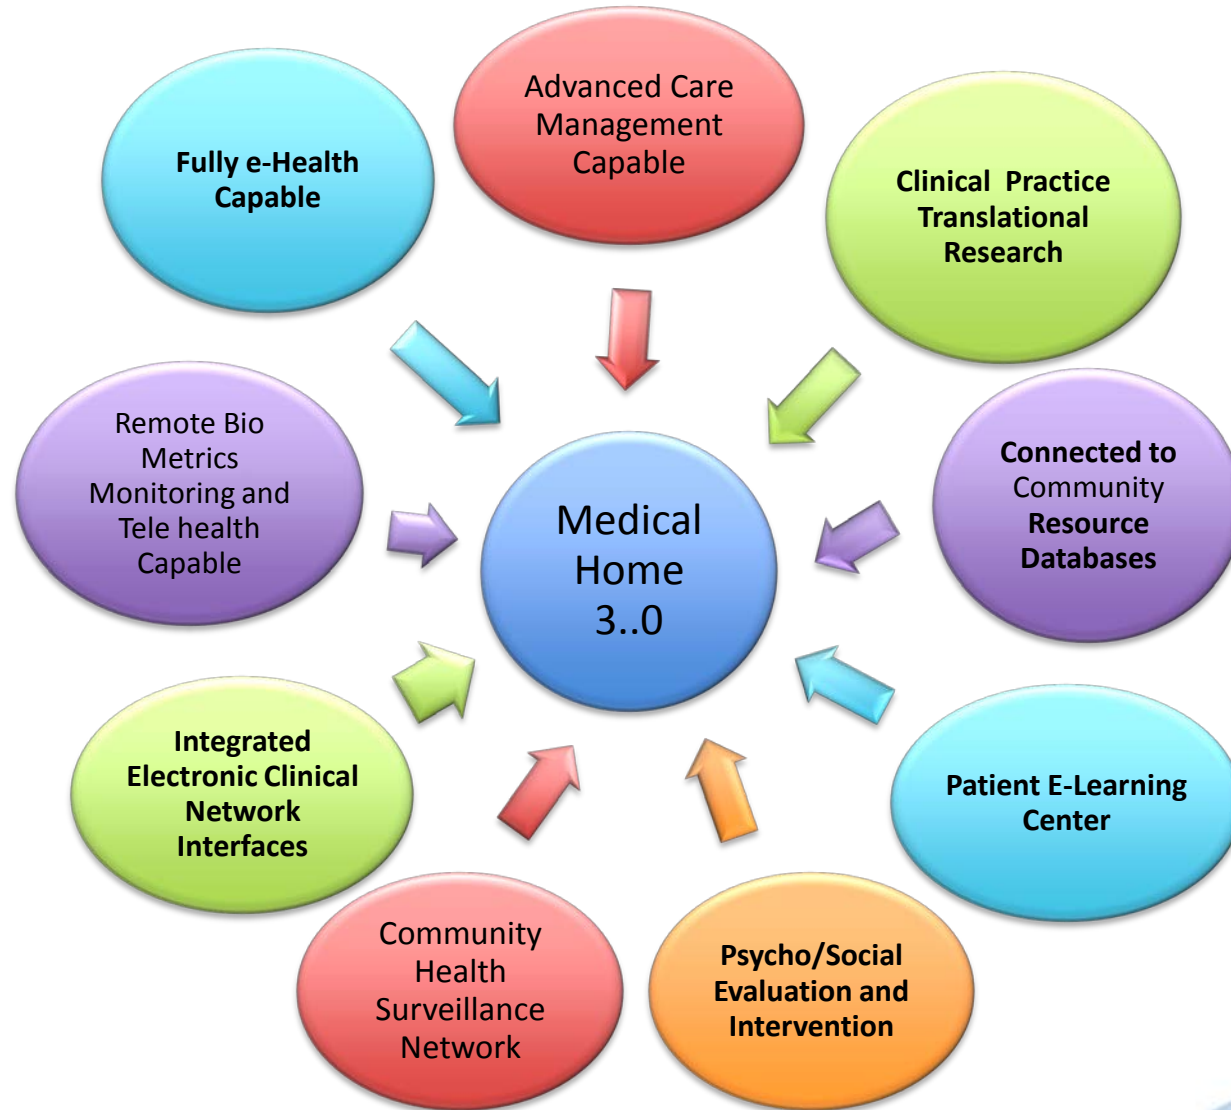 Advanced Care
Management
Capable
Fully e-Health
Capable
Clinical  Practice
Translational
Research
Remote Bio
Metrics
Monitoring and
Tele health
Capable
Connected to
Community
Resource
Databases
Medical
Home
3..0
Integrated
Electronic Clinical
Network
Interfaces
Patient E-Learning
Center
Community
Health
Surveillance
Network
Psycho/Social
Evaluation and
Intervention